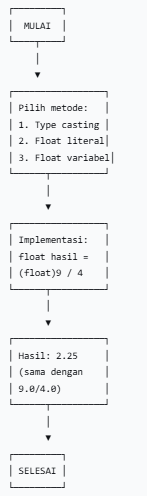 MULAI
Pilih metode:
1. Type casting
2. Float literal
3. Float variabel
Implementasi:
float hasil =
(float)9 / 4
Hasil: 2.25
(sama dengan
9.0/4.0)
SELESAI